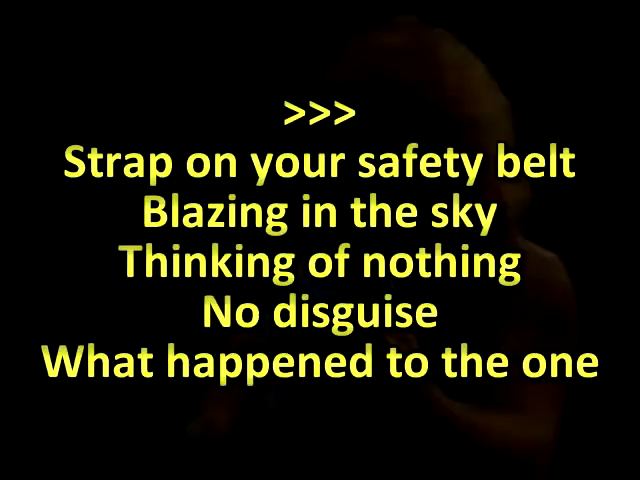 >>>
Strap on your safety belt
Blazing in the sky
Thinking of nothing
No disguise
What happened to the one